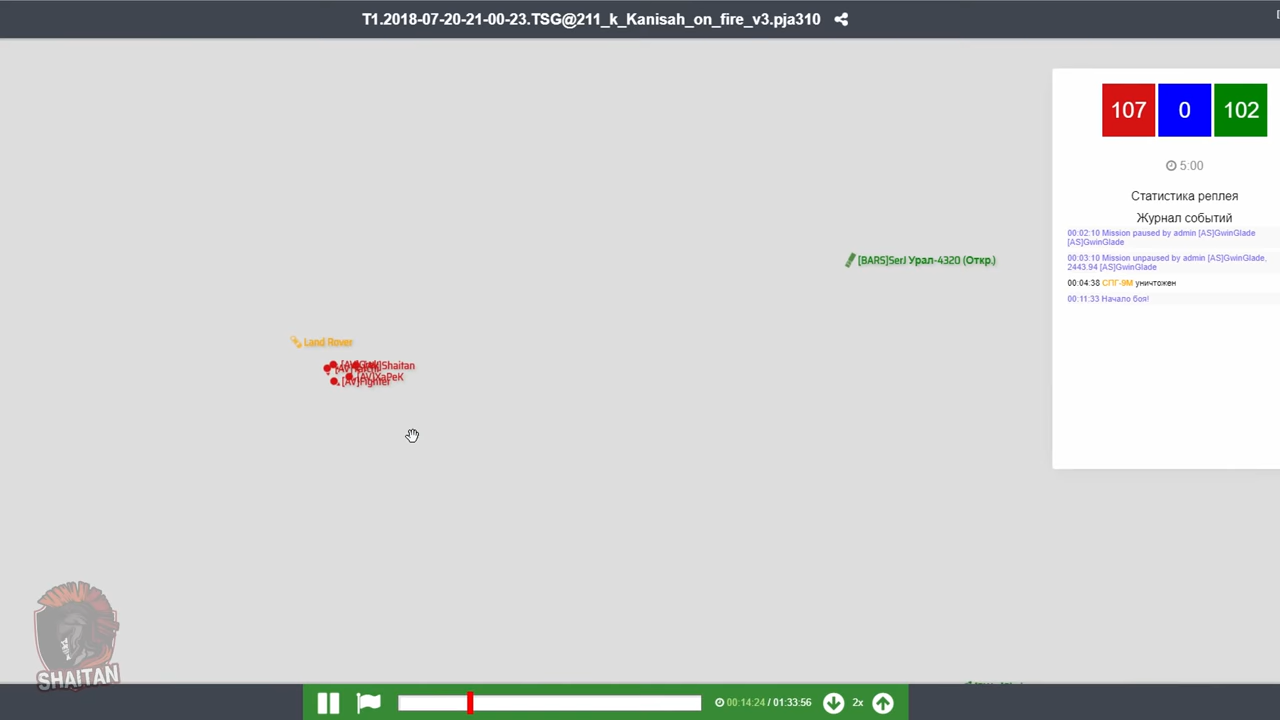 T1.2018-07-20-21-00-23.TSG@211_k_Kanisah_on_fire_v3.pja310
107 0 102
5:00
Статистика реплея
Журнал событий
00:02:10 Mission paused by admin [AS]GwinGlade
[AS]GwinGlade
00:03:10 Mission unpaused by admin [AS]GwinGlade.
2443.94 [AS]GwinGlade
00:04:38 СПГ-9М уничтожен
00:11:33 Начало боя!
[BARS]SerJ Урал-4320 (Откр.)
Land Rover
Shaitan
[AV]XaPeK
[AV]Fighter
SHAITAN
00:14:24 / 01:33:56 2x